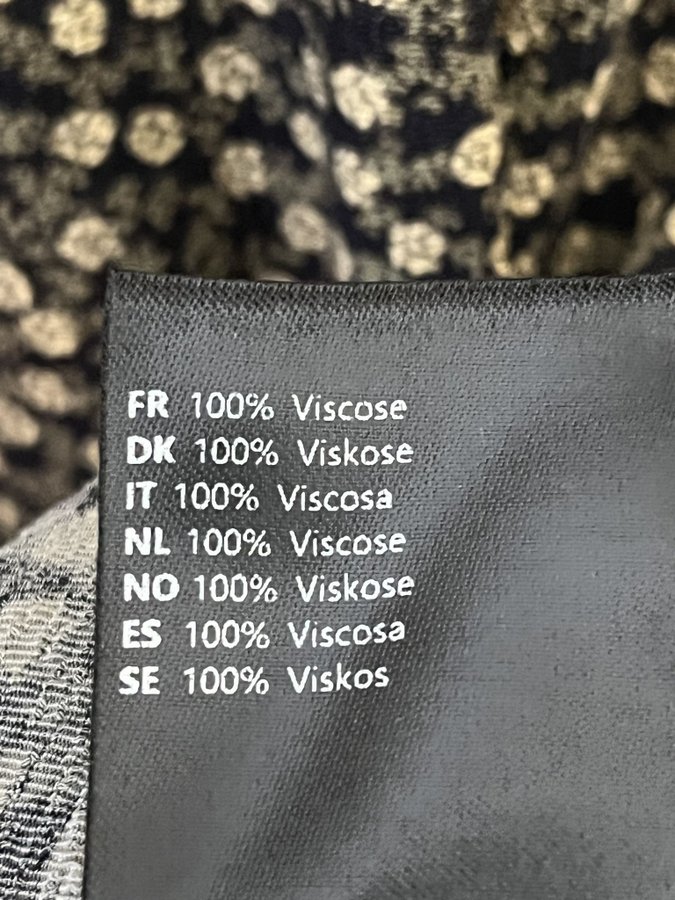 FR 100% Viscose
DK 100% Viskose
IT 100% Viscosa
NL 100% Viscose
NO 100% Viskose
ES 100% Viscosa
SE 100% Viskos